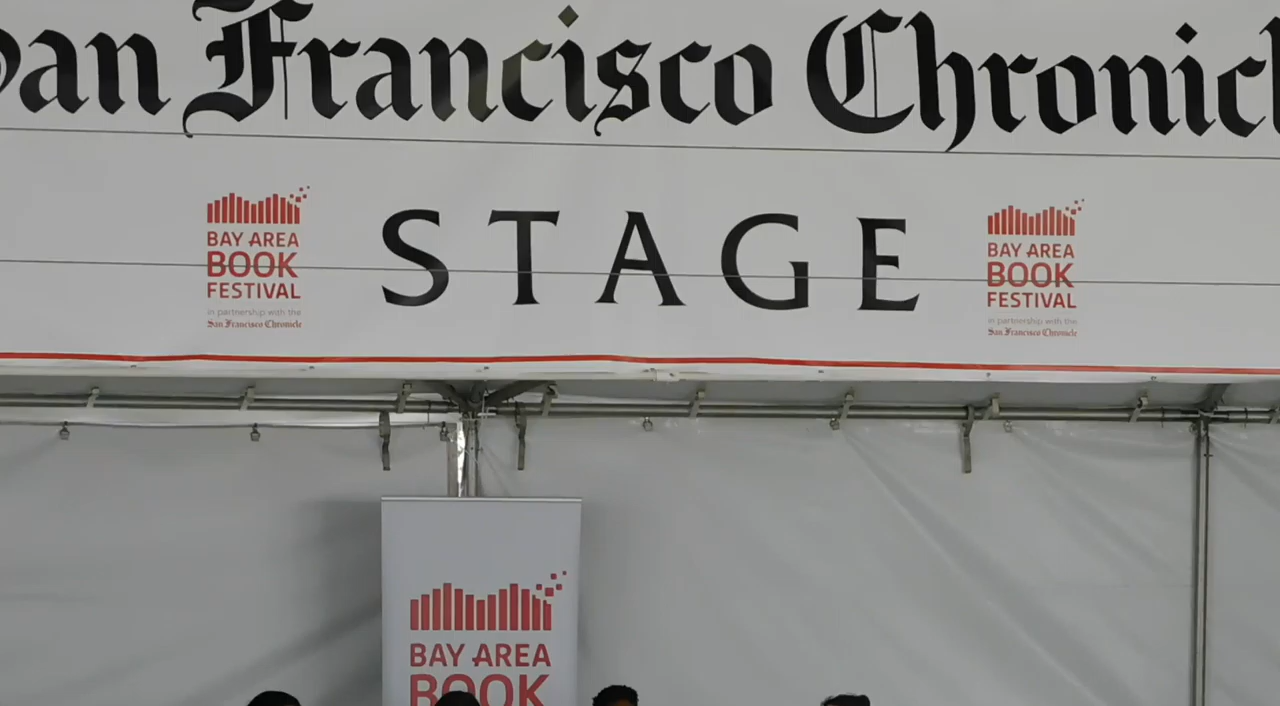 San Francisco Chronicl
STAGE
BAY AREA
BOOK
FESTIVAL
in partnership with the
San Francisco Chronicle
BAY AREA
BOOK
FESTIVAL
in partnership with the
San Francisco Chronicle
BAY AREA
BOOK